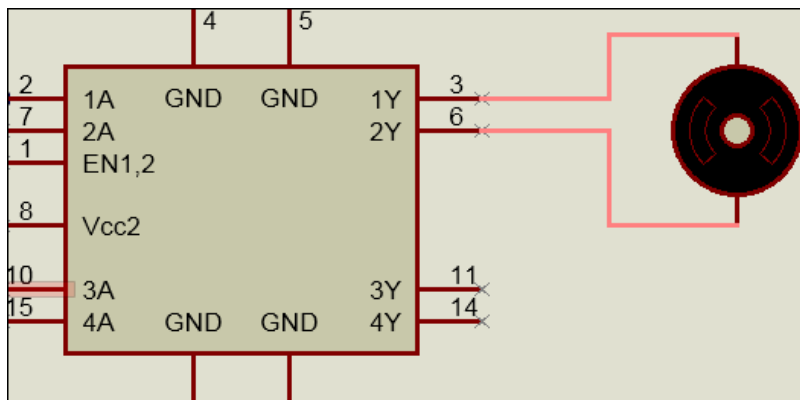 4 5
2 1A GND GND 1Y 3
7 2A 2Y 6
1 EN1,2
8 Vcc2
10 3A 3Y 11
15 4A GND GND 4Y 14